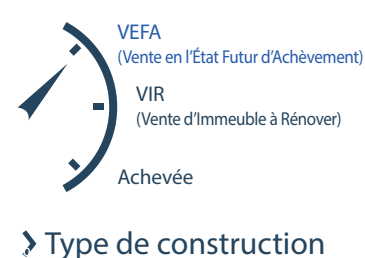 VEFA
(Vente en l'État Futur d'Achèvement)
VIR
(Vente d'Immeuble à Rénover)
Achevée
Type de construction